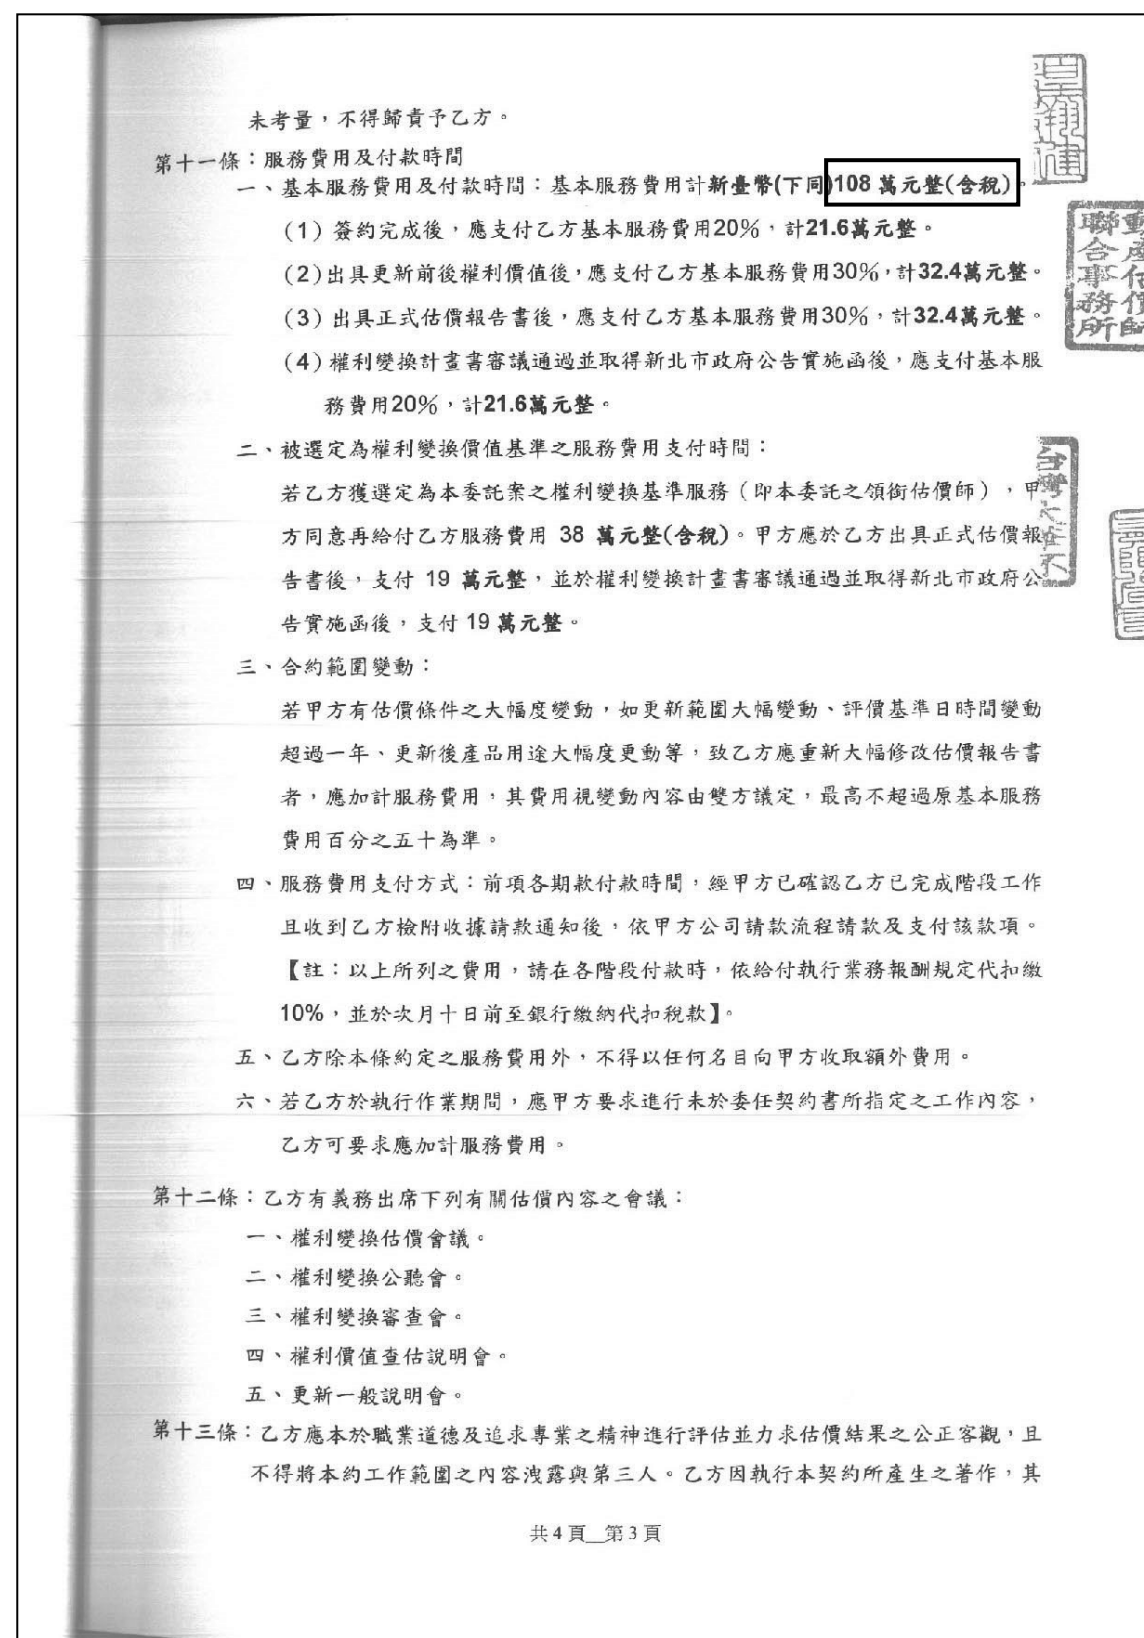 未考量，不得歸責予乙方。
第十一條：服務費用及付款時間
一、基本服務費用及付款時間：基本服務費用計新臺幣(下同)108 萬元整(含稅)。
(1) 簽約完成後，應支付乙方基本服務費用20%，計21.6萬元整。
(2)出具更新前後權利價值後，應支付乙方基本服務費用30%，計32.4萬元整。
(3) 出具正式估價報告書後，應支付乙方基本服務費用30%，計32.4萬元整。
(4)權利變換計畫書審議通過並取得新北市政府公告實施函後，應支付基本服
務費用20%，計21.6萬元整。
二、被選定為權利變換價值基準之服務費用支付時間：
若乙方獲選定為本委託案之權利變換基準服務（即本委託之領銜估價師），甲
方同意再給付乙方服務費用 38 萬元整(含稅)。甲方應於乙方出具正式估價報
告書後，支付 19 萬元整，並於權利變換計畫書審議通過並取得新北市政府公
告實施函後，支付 19 萬元整。
三、合約範圍變動：
若甲方有估價條件之大幅度變動，如更新範圍大幅變動、評價基準日時間變動
超過一年、更新後產品用途大幅度更動等，致乙方應重新大幅修改估價報告書
者，應加計服務費用，其費用視變動內容由雙方議定，最高不超過原基本服務
費用百分之五十為準。
四、服務費用支付方式：前項各期款付款時間，經甲方已確認乙方已完成階段工作
且收到乙方檢附收據請款通知後，依甲方公司請款流程請款及支付該款項。
【註：以上所列之費用，請在各階段付款時，依給付執行業務報酬規定代扣繳
10%，並於次月十日前至銀行繳納代扣稅款】。
五、乙方除本條約定之服務費用外，不得以任何名目向甲方收取額外費用。
六、若乙方於執行作業期間，應甲方要求進行未於委任契約書所指定之工作內容，
乙方可要求應加計服務費用。
第十二條：乙方有義務出席下列有關估價內容之會議：
一、權利變換估價會議。
二、權利變換公聽會。
三、權利變換審查會。
四、權利價值查估說明會。
五、更新一般說明會。
第十三條：乙方應本於職業道德及追求專業之精神進行評估並力求估價結果之公正客觀，且
不得將本約工作範圍之內容洩露與第三人。乙方因執行本契約所產生之著作，其
共 4 頁__第 3 頁
聯合事務所